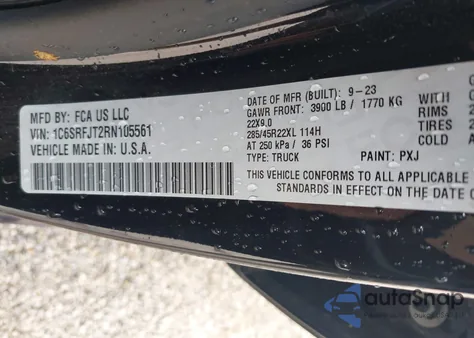 MFD BY: FCA US LLC
VIN: 1C6SRFJT2RN105561
VEHICLE MADE IN: U.S.A.
DATE OF MFR (BUILT): 9-23
GAWR FRONT: 3900 LB / 1770 KG WITH
22X9.0 RIMS
285/45R22XL 114H TIRES
AT 250 kPa / 36 PSI COLD
TYPE: TRUCK PAINT: PXJ
THIS VEHICLE CONFORMS TO ALL APPLICABLE
STANDARDS IN EFFECT ON THE DATE
autoSnap